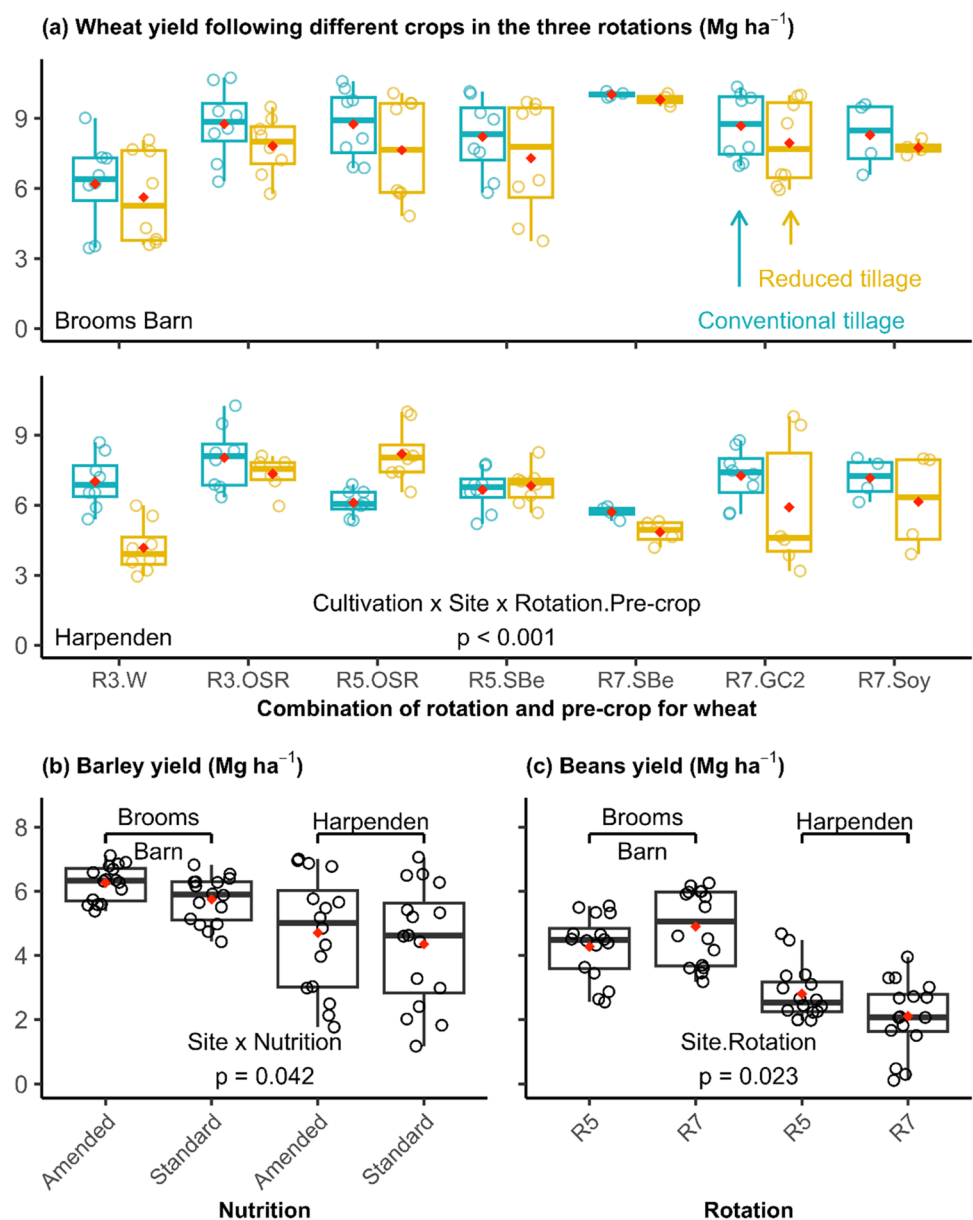 (a) Wheat yield following different crops in the three rotations (Mg ha⁻¹)
9
6
3
0
Reduced tillage
Conventional tillage
Brooms Barn
9
6
3
0
Cultivation x Site x Rotation.Pre-crop
p < 0.001
Harpenden
R3.W R3.OSR R5.OSR R5.SBe R7.SBe R7.GC2 R7.Soy
Combination of rotation and pre-crop for wheat
(b) Barley yield (Mg ha⁻¹)
8
6
4
2
0
Brooms
Barn
Harpenden
Site x Nutrition
p = 0.042
Amended Standard Amended Standard
Nutrition
(c) Beans yield (Mg ha⁻¹)
Brooms
Barn
Harpenden
Site.Rotation
p = 0.023
R5 R7 R5 R7
Rotation